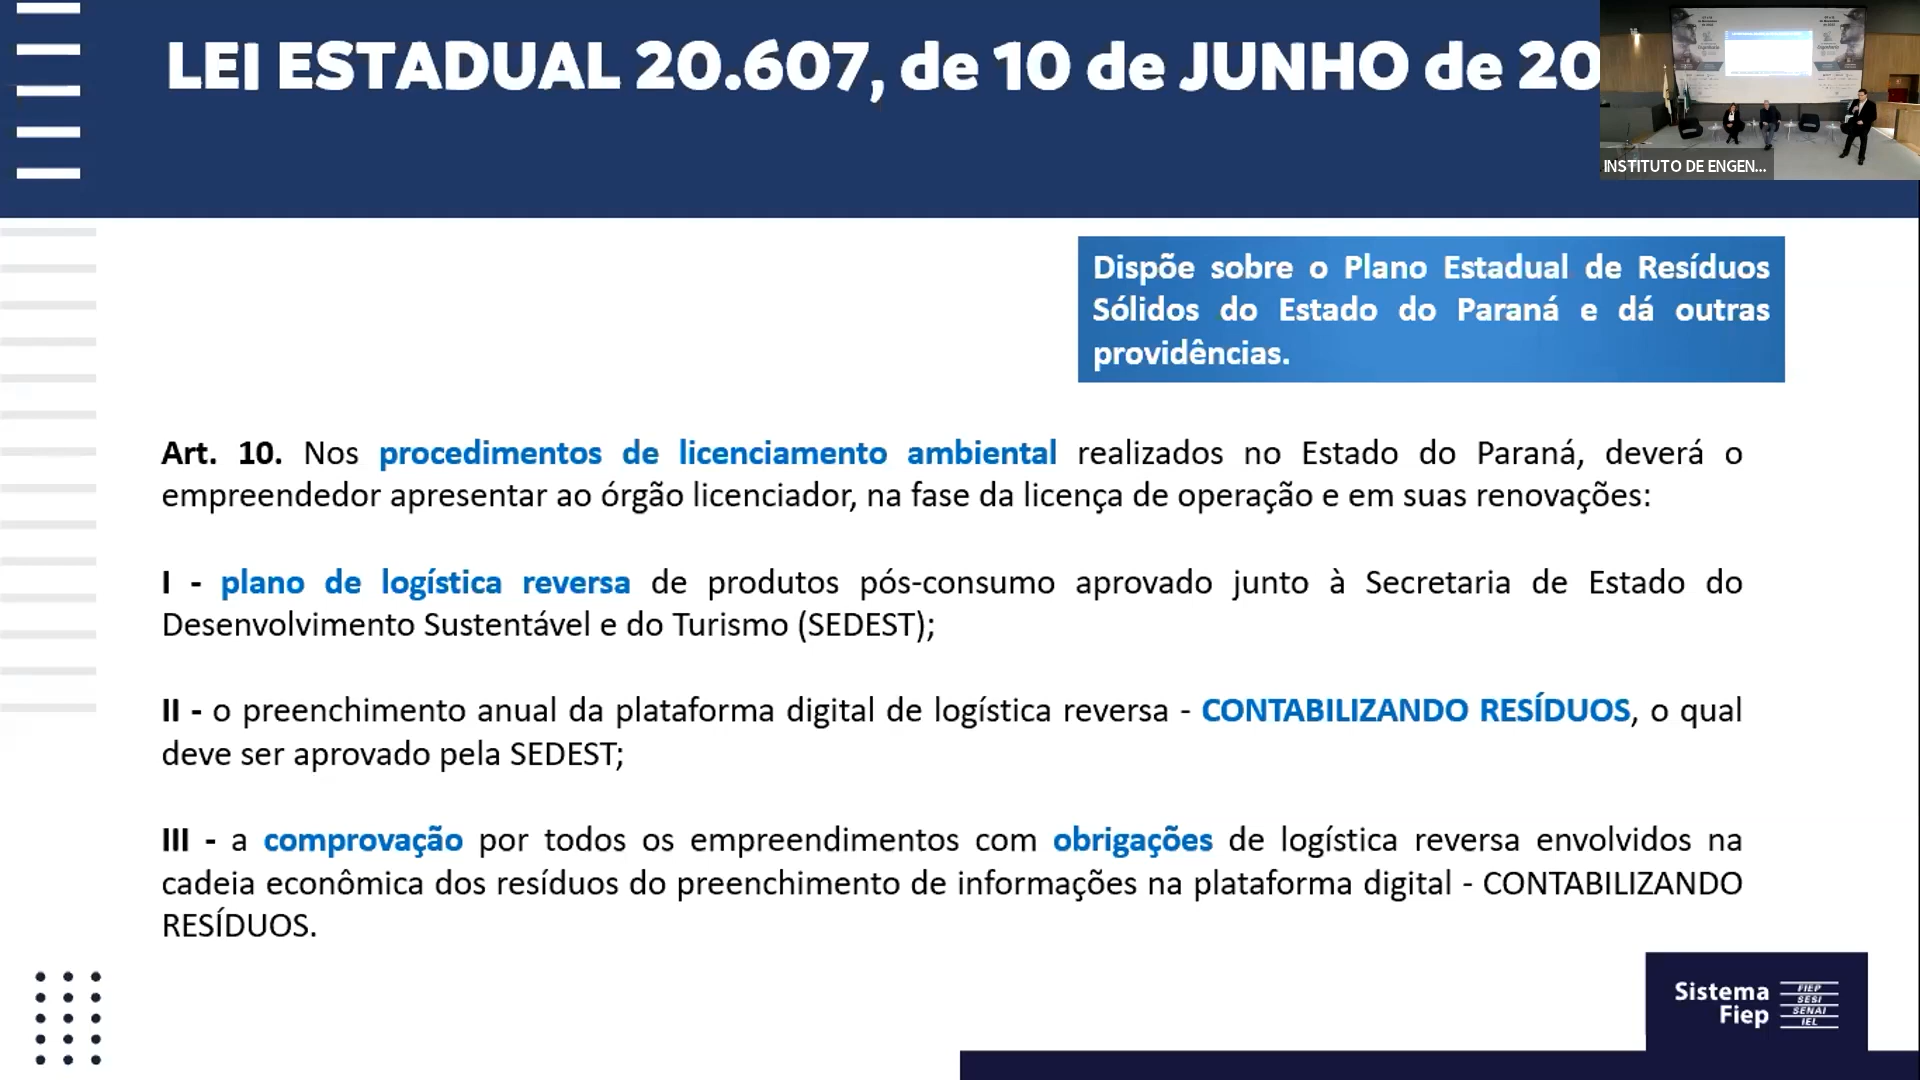 LEI ESTADUAL 20.607, de 10 de JUNHO de 20
INSTITUTO DE ENGEN...
Dispõe sobre o Plano Estadual de Resíduos
Sólidos do Estado do Paraná e dá outras
providências.
Art. 10. Nos procedimentos de licenciamento ambiental realizados no Estado do Paraná, deverá o
empreendedor apresentar ao órgão licenciador, na fase da licença de operação e em suas renovações:
I - plano de logística reversa de produtos pós-consumo aprovado junto à Secretaria de Estado do
Desenvolvimento Sustentável e do Turismo (SEDEST);
II - o preenchimento anual da plataforma digital de logística reversa - CONTABILIZANDO RESÍDUOS, o qual
deve ser aprovado pela SEDEST;
III - a comprovação por todos os empreendimentos com obrigações de logística reversa envolvidos na
cadeia econômica dos resíduos do preenchimento de informações na plataforma digital - CONTABILIZANDO
RESÍDUOS.
Sistema
Fiep
FIEP
SESI
SENAI
IEL